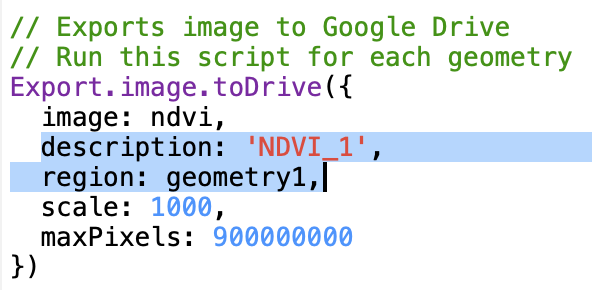 // Exports image to Google Drive
// Run this script for each geometry
Export.image.toDrive({
  image: ndvi,
  description: 'NDVI_1',
  region: geometry1,
  scale: 1000,
  maxPixels: 900000000
})